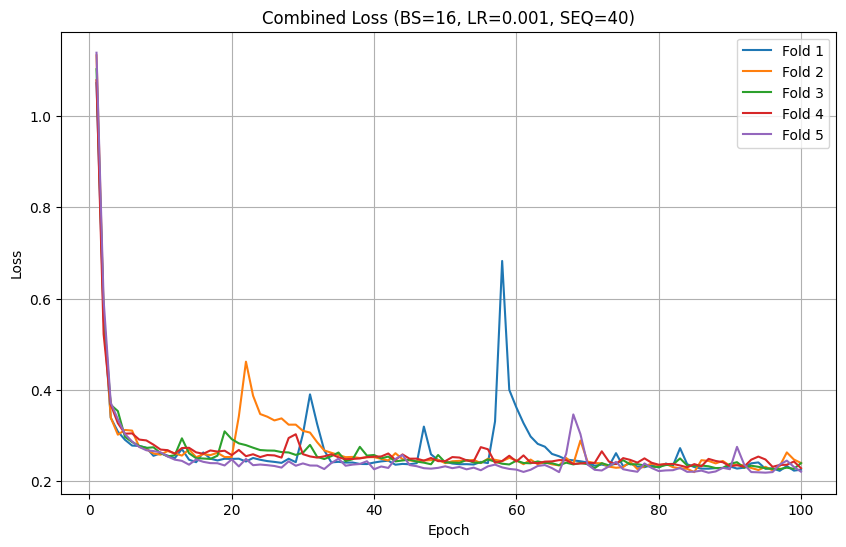 Combined Loss (BS=16, LR=0.001, SEQ=40)
Fold 1
Fold 2
Fold 3
Fold 4
Fold 5
Loss
1.0
0.8
0.6
0.4
0.2
0
20
40
60
80
100
Epoch